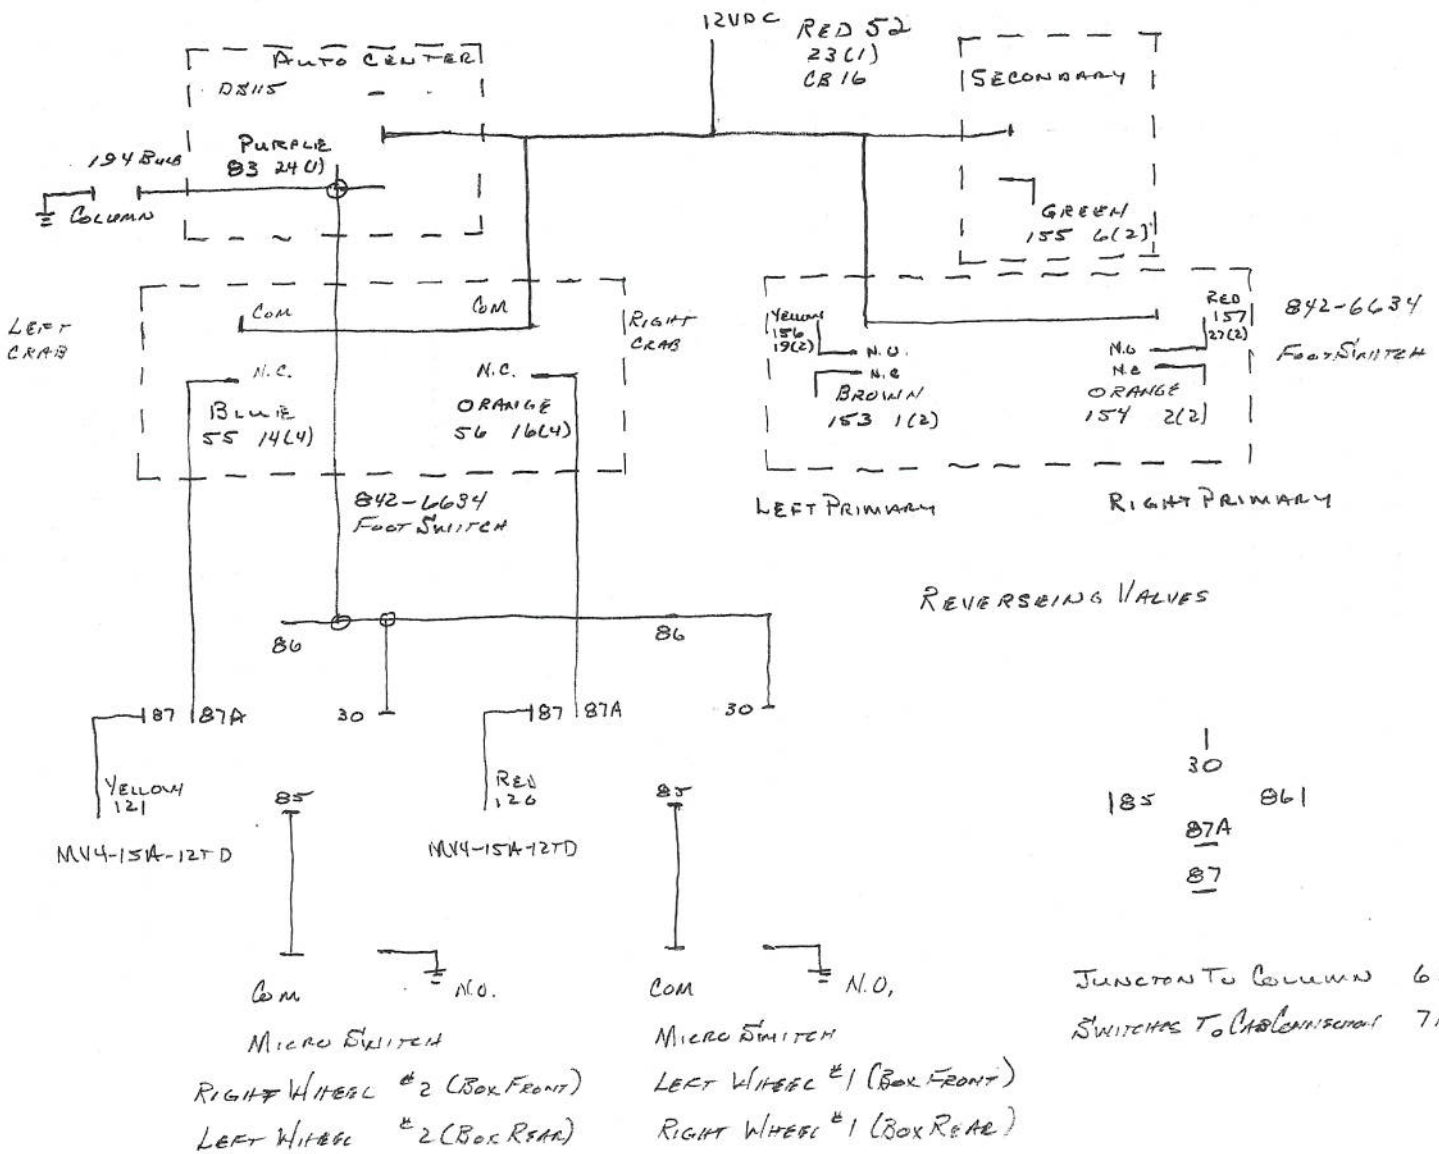 12VDC RED 52
23(1)
CB 16
AUTO CENTER
DS115
PURPLE
83 24(1)
194 BULB
COLUMN
SECONDARY
GREEN
155 6(2)
LEFT
CRAB
COM
COM
RIGHT
CRAB
N.C.
N.C.
BLUE
55 14(4)
ORANGE
56 16(4)
842-6634
FOOT SWITCH
YELLOW
156
19(2)
N.O.
N.C
BROWN
153 1(2)
RED
157
27(2)
N.O
N.C
ORANGE
154 2(2)
842-6634
FOOT SWITCH
LEFT PRIMARY
RIGHT PRIMARY
REVERSEING VALVES
86
86
87 87A
30
87 87A
30
YELLOW
121
RED
120
85
85
MV4-15A-12TD
MV4-15A-12TD
30
85 86
87A
87
COM
N.O.
COM
N.O.
MICRO SWITCH
RIGHT WHEEL #2 (BOX FRONT)
LEFT WHEEL #2 (BOX REAR)
MICRO SWITCH
LEFT WHEEL #1 (BOX FRONT)
RIGHT WHEEL #1 (BOX REAR)
JUNCTON TO COLUMN 6
SWITCHES TO CAB 7